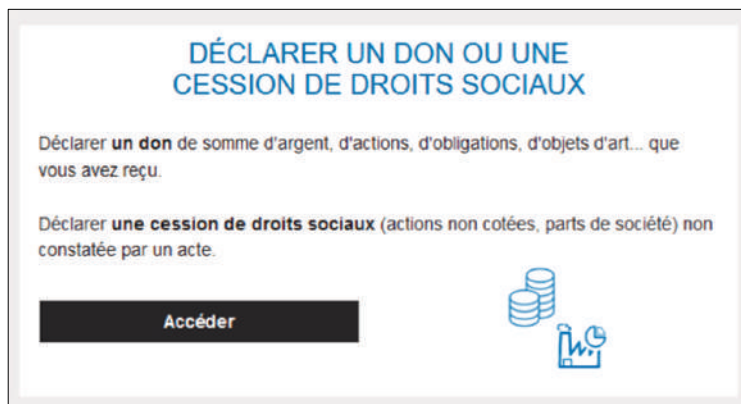 DÉCLARER UN DON OU UNE
CESSION DE DROITS SOCIAUX
Déclarer un don de somme d'argent, d'actions, d'obligations, d'objets d'art... que
vous avez reçu.
Déclarer une cession de droits sociaux (actions non cotées, parts de société) non
constatée par un acte.
Accéder